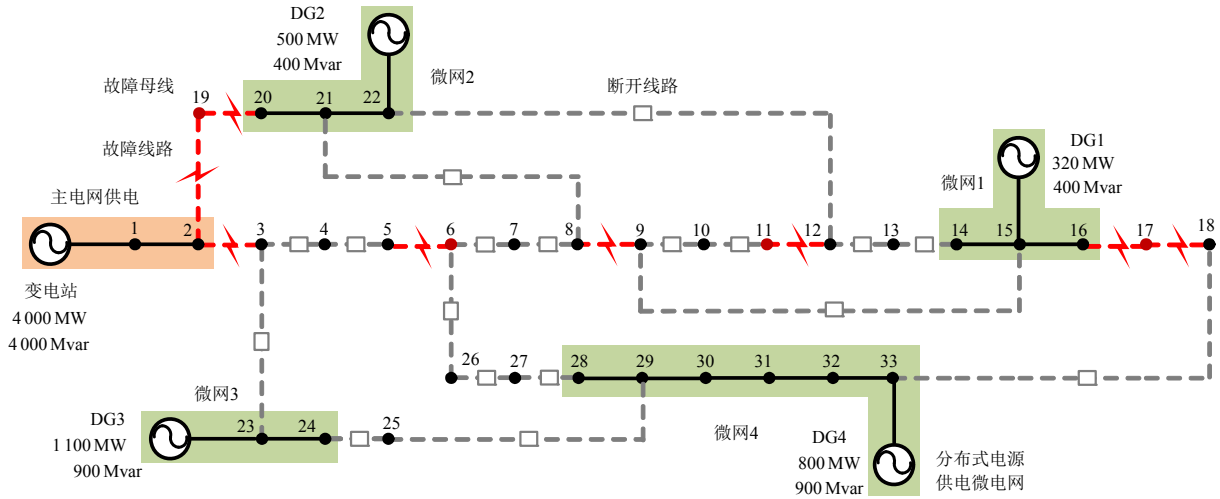 DG2
500 MW
400 Mvar
微网2
故障母线
19
20
21
22
断开线路
故障线路
DG1
320 MW
400 Mvar
微网1
主电网供电
1
2
3
4
5
6
7
8
9
10
11
12
13
14
15
16
17
18
变电站
4 000 MW
4 000 Mvar
26
27
28
29
30
31
32
33
微网3
DG3
1 100 MW
900 Mvar
23
24
25
微网4
DG4
800 MW
900 Mvar
分布式电源
供电微电网